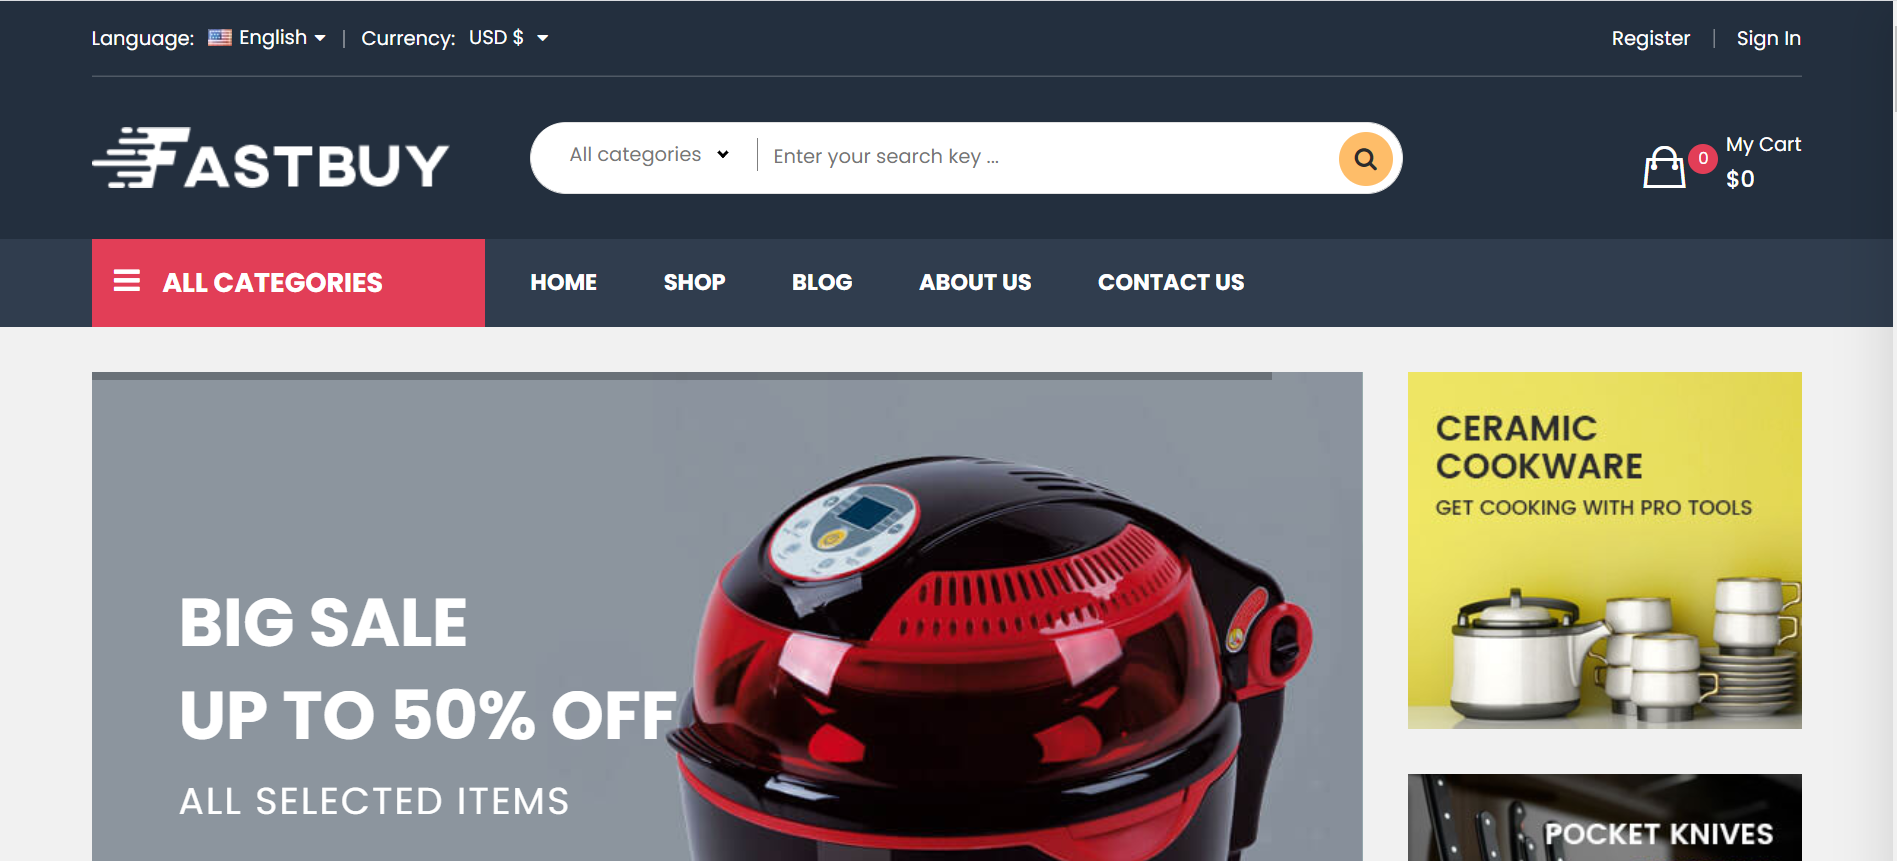 Language: English Currency: USD $ Register Sign In
FASTBUY
All categories Enter your search key ...
0 My Cart
$0
ALL CATEGORIES HOME SHOP BLOG ABOUT US CONTACT US
BIG SALE
UP TO 50% OFF
ALL SELECTED ITEMS
CERAMIC
COOKWARE
GET COOKING WITH PRO TOOLS
POCKET KNIVES